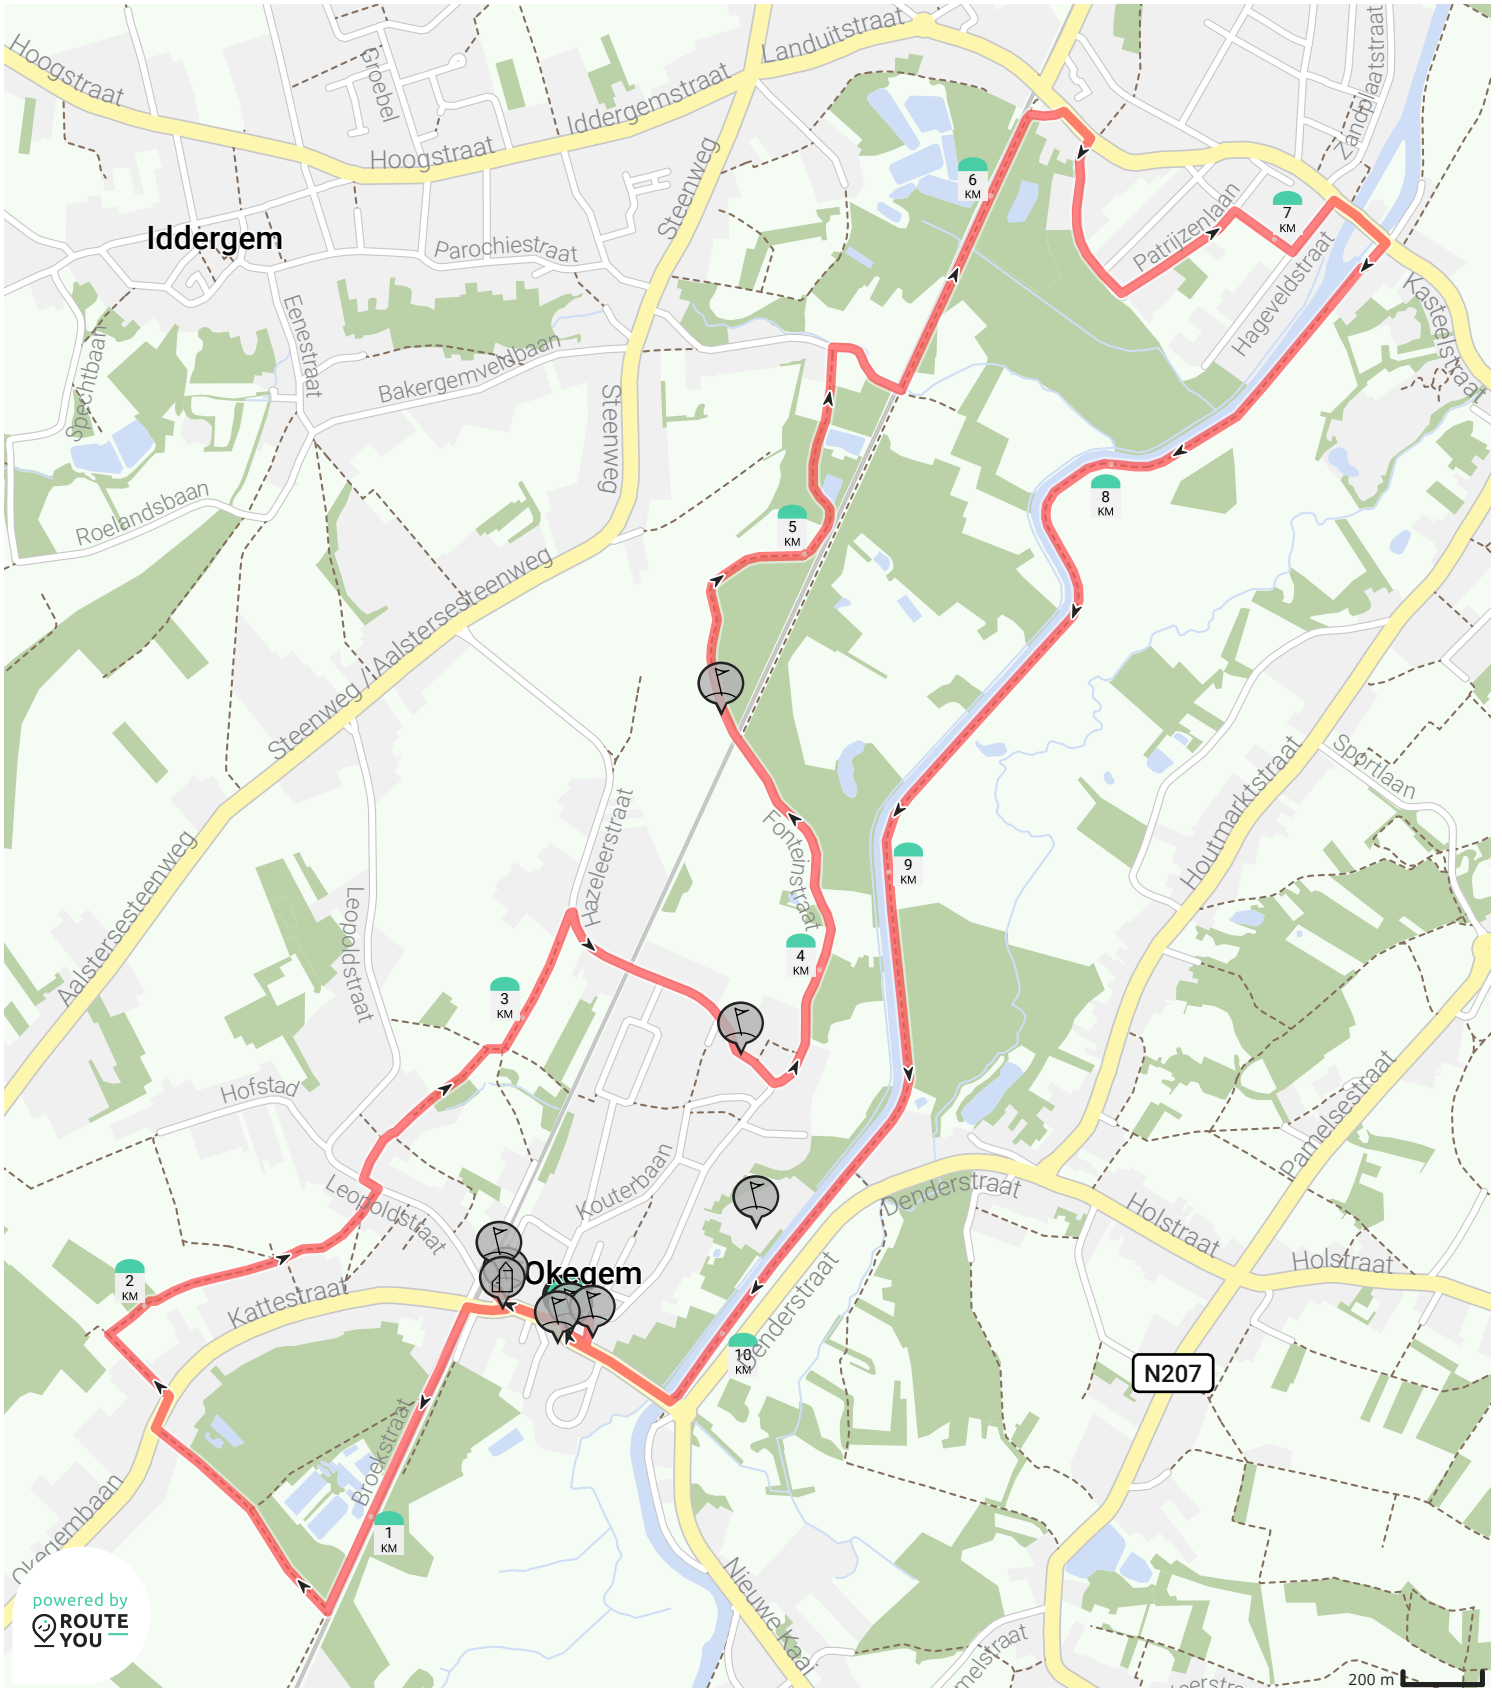 Hoogstraat
Groebel
Landuitstraat
Iddergemstraat
Hoogstraat
Steenweg
Zandplaatstraat
6
KM
7
KM
Patrijzenlaan
Hageveldstraat
Kasteelstraat
Iddergem
Parochiestraat
Eenestraat
Spechtbaan
Bakergemveldbaan
Steenweg
Roelandsbaan
5
KM
8
KM
Steenweg / Aalstersesteenweg
Sportlaan
Houtmarktstraat
Hazeleerstraat
Fonteinstraat
Aalstersesteenweg
Leopoldstraat
9
KM
4
KM
3
KM
Hofstad
Pamelsestraat
Kouterbaan
Leopoldstraat
Denderstraat
Holstraat
Holstraat
2
KM
Okegem
Kattestraat
Denderstraat
10
KM
N207
Broekstraat
1
KM
Okegembaan
Nieuwe Kaai
melstraat
powered by
ROUTE
YOU
200 m